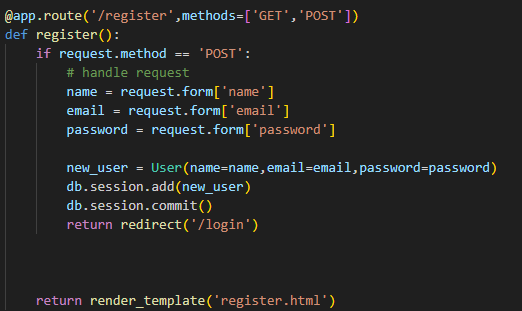 @app.route('/register',methods=['GET','POST'])
def register():
    if request.method == 'POST':
        # handle request
        name = request.form['name']
        email = request.form['email']
        password = request.form['password']

        new_user = User(name=name,email=email,password=password)
        db.session.add(new_user)
        db.session.commit()
        return redirect('/login')

    return render_template('register.html')